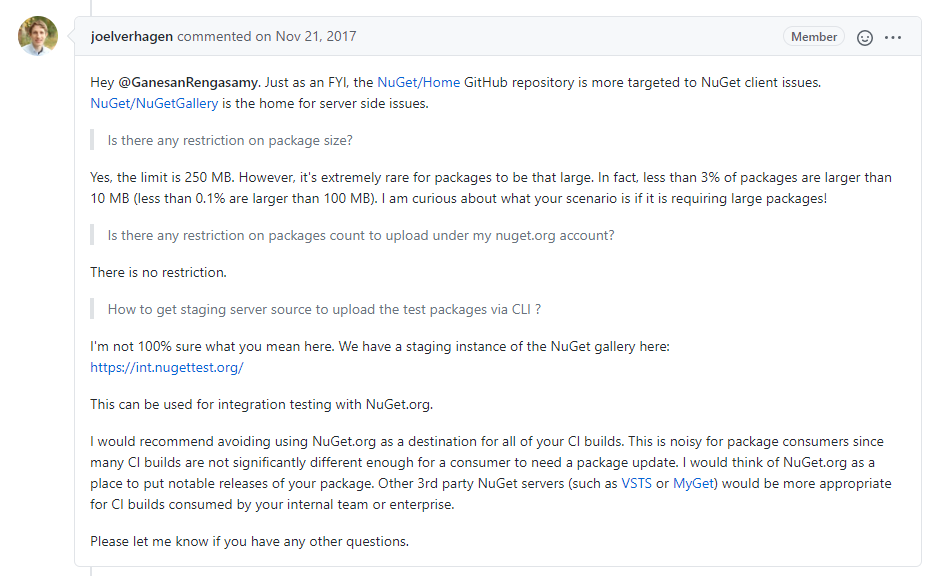 joelverhagen commented on Nov 21, 2017
Member
Hey @GanesanRengasamy. Just as an FYI, the NuGet/Home GitHub repository is more targeted to NuGet client issues.
NuGet/NuGetGallery is the home for server side issues.
Is there any restriction on package size?
Yes, the limit is 250 MB. However, it's extremely rare for packages to be that large. In fact, less than 3% of packages are larger than
10 MB (less than 0.1% are larger than 100 MB). I am curious about what your scenario is if it is requiring large packages!
Is there any restriction on packages count to upload under my nuget.org account?
There is no restriction.
How to get staging server source to upload the test packages via CLI ?
I'm not 100% sure what you mean here. We have a staging instance of the NuGet gallery here:
https://int.nugettest.org/
This can be used for integration testing with NuGet.org.
I would recommend avoiding using NuGet.org as a destination for all of your CI builds. This is noisy for package consumers since
many CI builds are not significantly different enough for a consumer to need a package update. I would think of NuGet.org as a
place to put notable releases of your package. Other 3rd party NuGet servers (such as VSTS or MyGet) would be more appropriate
for CI builds consumed by your internal team or enterprise.
Please let me know if you have any other questions.